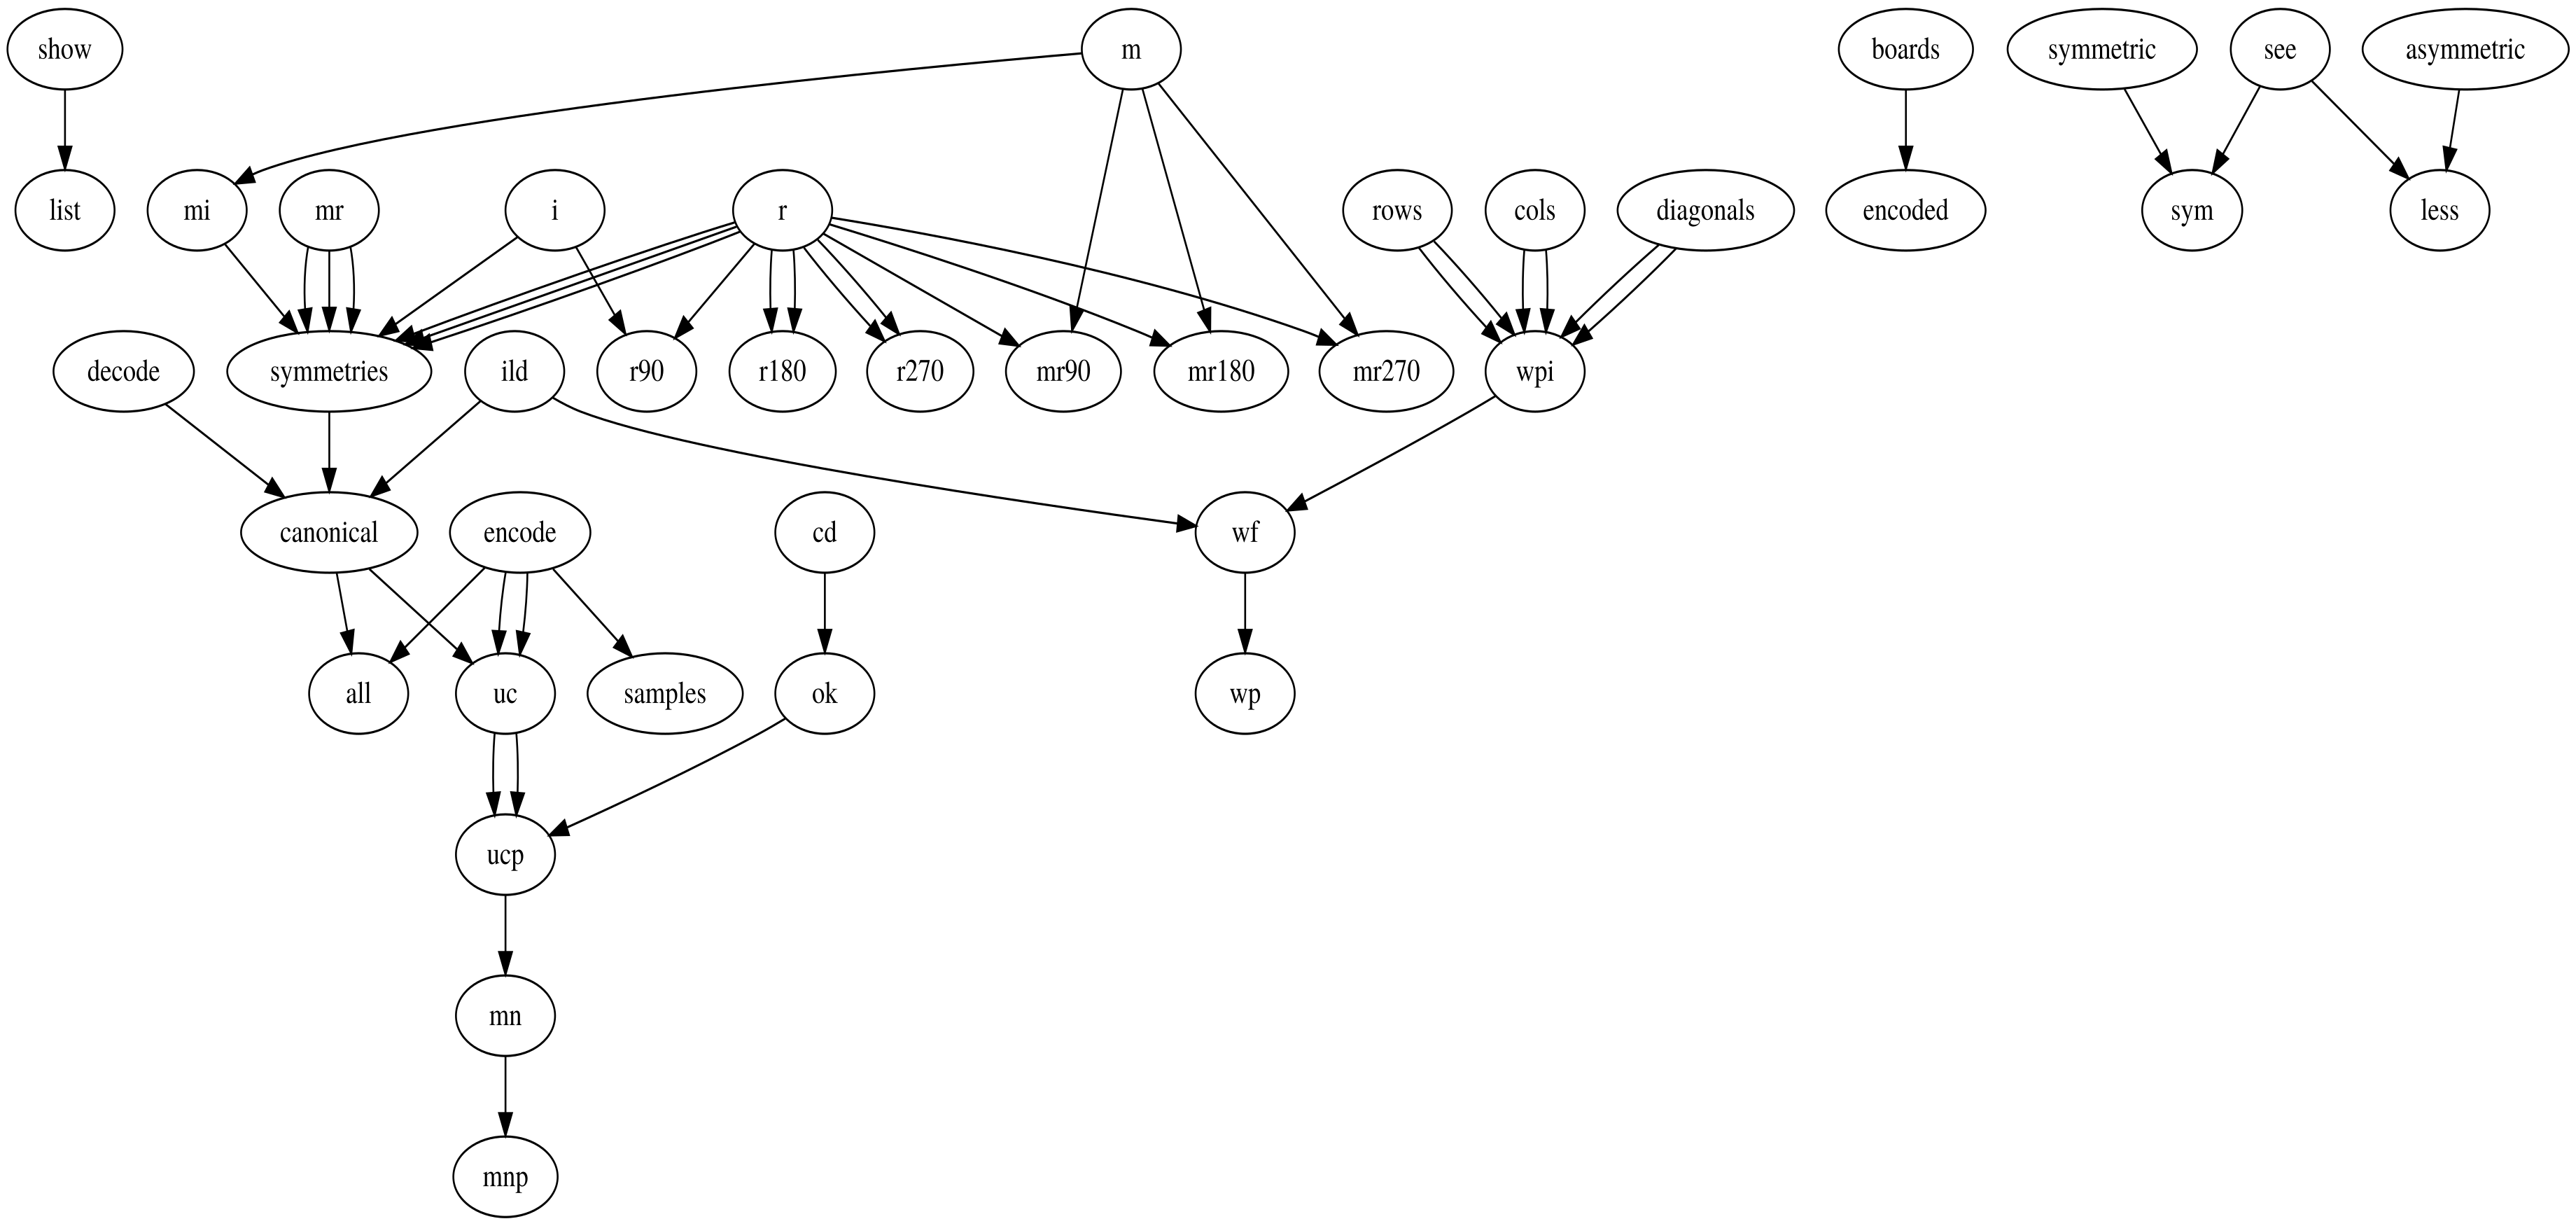 show
m
boards
symmetric
see
asymmetric
list
mi
mr
i
r
rows
cols
diagonals
encoded
sym
less
decode
symmetries
ild
r90
r180
r270
mr90
mr180
mr270
wpi
canonical
encode
cd
wf
all
uc
samples
ok
wp
ucp
mn
mnp